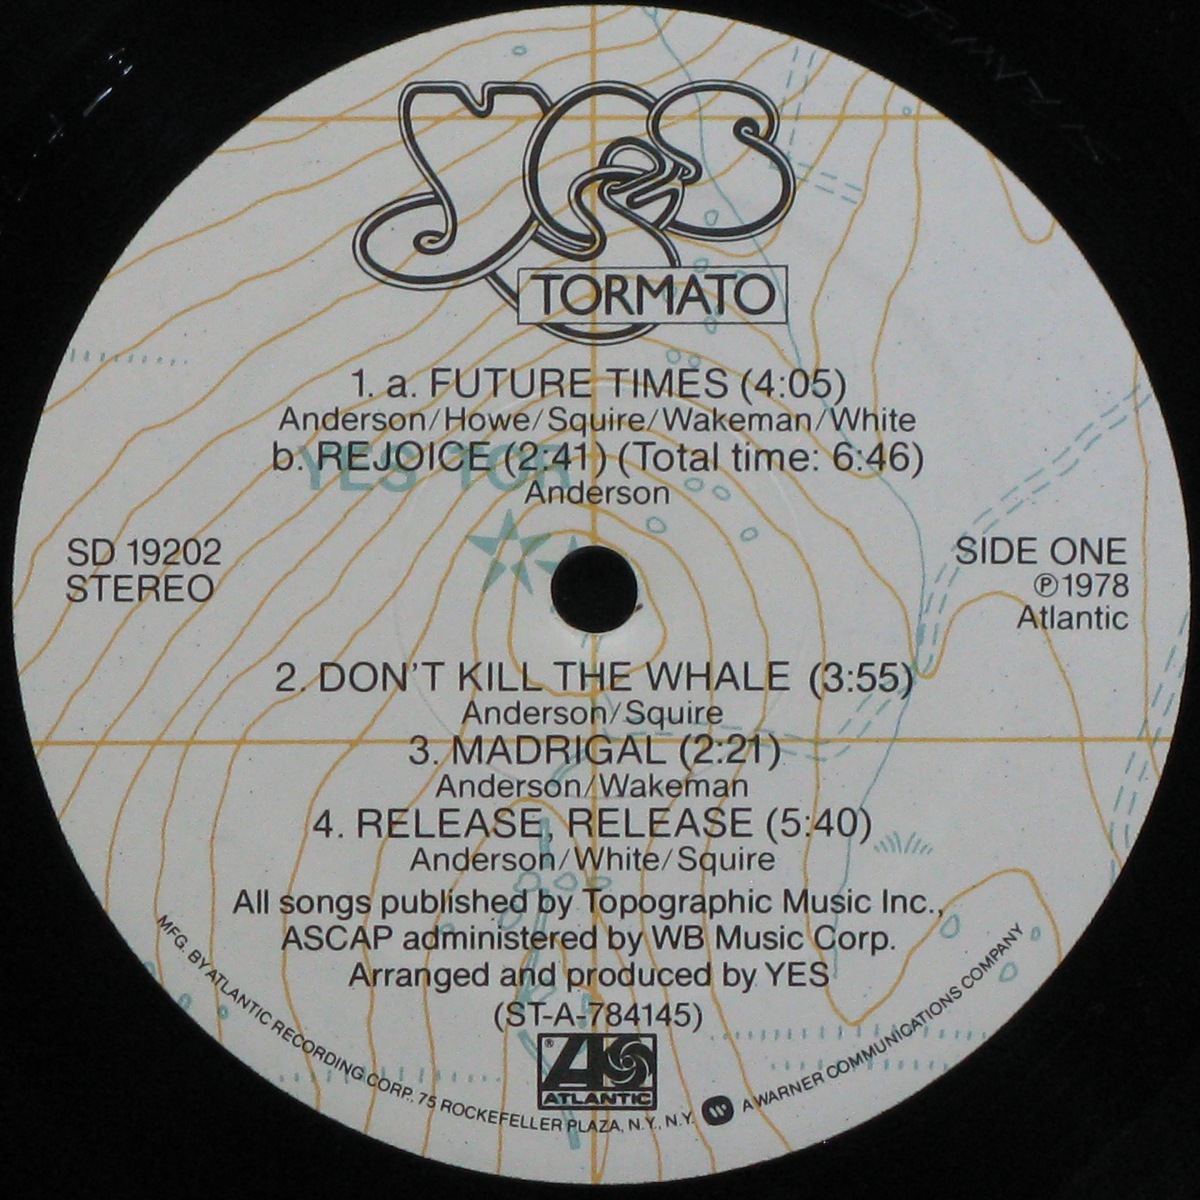 YES
TORMATO
1. a. FUTURE TIMES (4:05)
Anderson/Howe/Squire/Wakeman/White
b. REJOICE (2:41) (Total time: 6:46)
YES TOR
Anderson
SD 19202
STEREO
SIDE ONE
℗1978
Atlantic
2. DON'T KILL THE WHALE (3:55)
Anderson/Squire
3. MADRIGAL (2:21)
Anderson/Wakeman
4. RELEASE, RELEASE (5:40)
Anderson/White/Squire
All songs published by Topographic Music Inc.,
ASCAP administered by WB Music Corp.
Arranged and produced by YES
(ST-A-784145)
®
ATLANTIC
MFG. BY ATLANTIC RECORDING CORP., 75 ROCKEFELLER PLAZA, N.Y., N.Y. A WARNER COMMUNICATIONS COMPANY